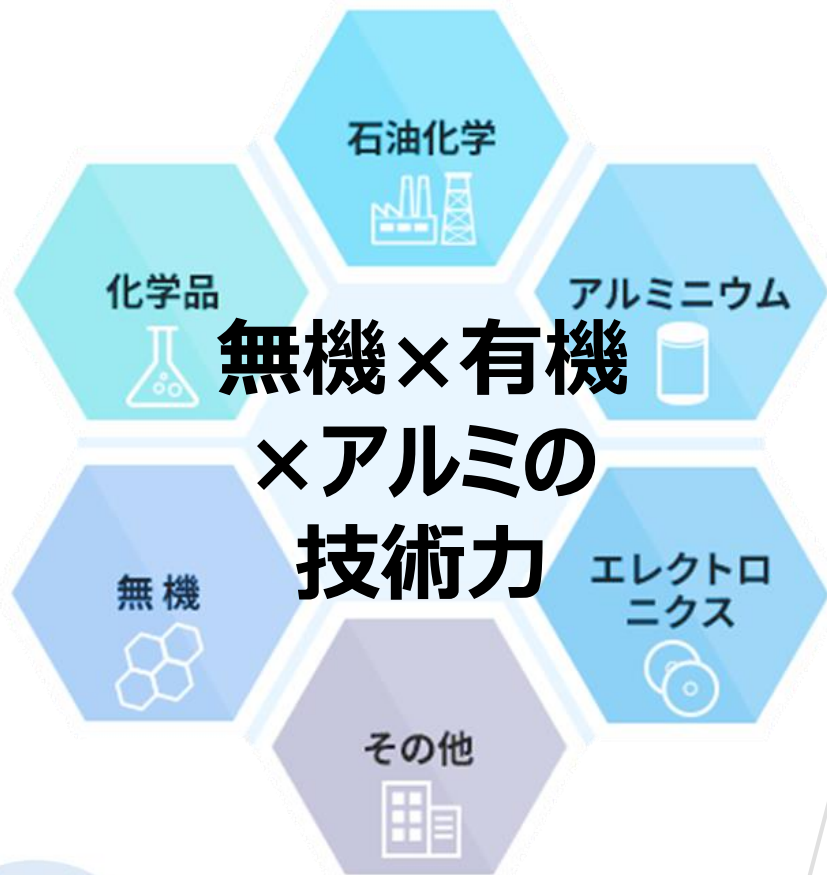 石油化学
化学品
アルミニウム
無機×有機
×アルミの
技術力
無機
エレクトロ
ニクス
その他